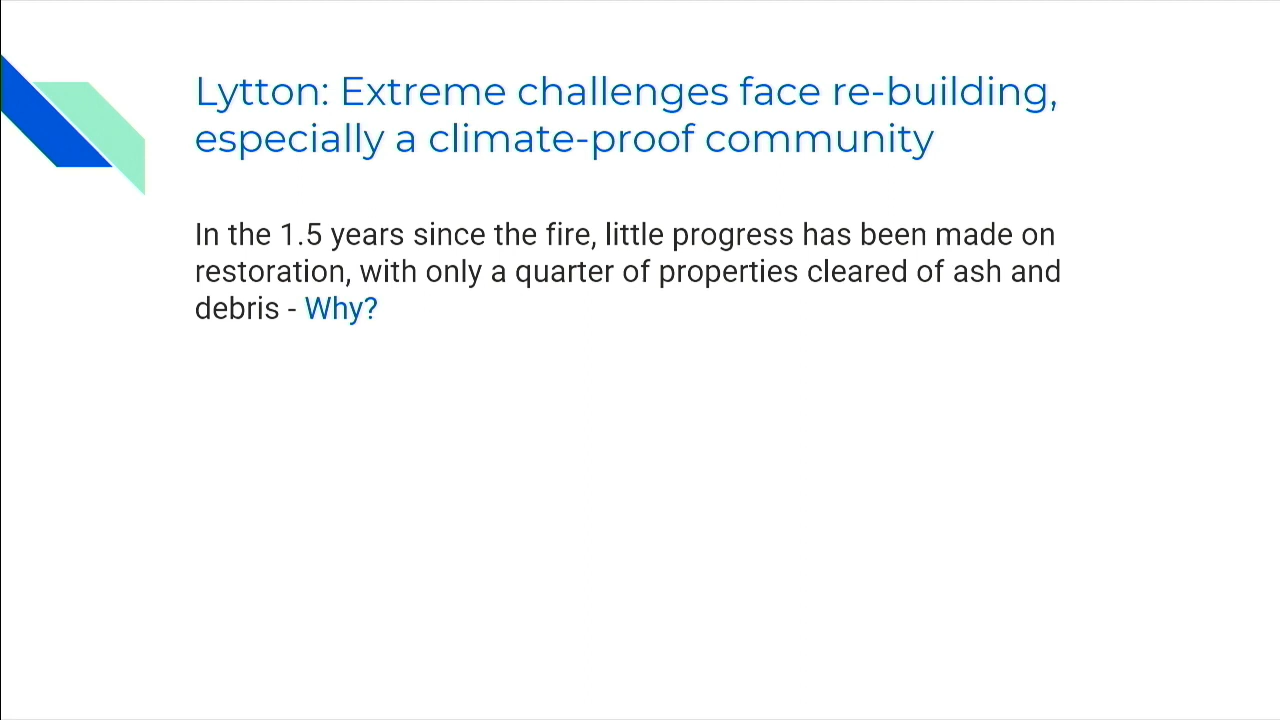 Lytton: Extreme challenges face re-building,
especially a climate-proof community
In the 1.5 years since the fire, little progress has been made on
restoration, with only a quarter of properties cleared of ash and
debris - Why?